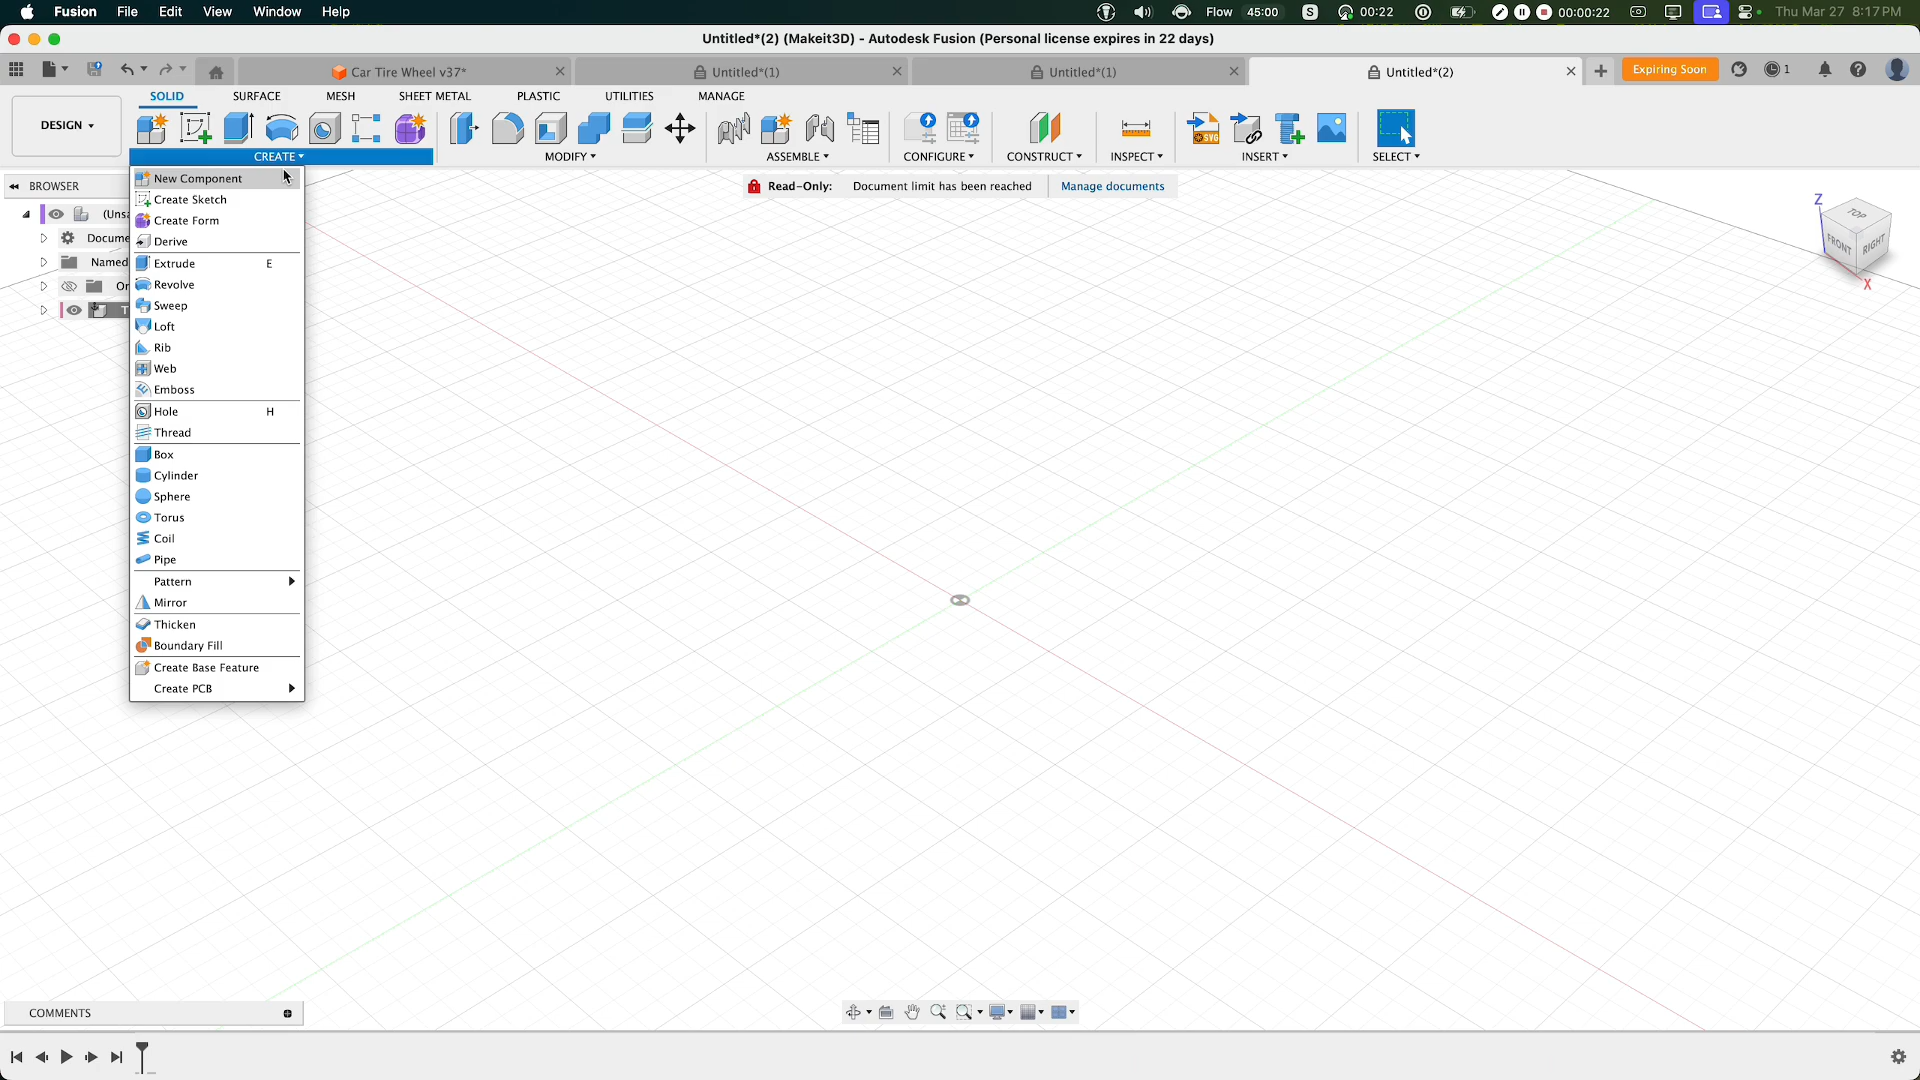 Fusion File Edit View Window Help Flow 45:00 S 00:22 00:00:22 Thu Mar 27 8:17 PM
Untitled*(2) (Makeit3D) - Autodesk Fusion (Personal license expires in 22 days)
Car Tire Wheel v37* Untitled*(1) Untitled*(1) Untitled*(2) Expiring Soon 1
SOLID SURFACE MESH SHEET METAL PLASTIC UTILITIES MANAGE
DESIGN
SVG
CREATE MODIFY ASSEMBLE CONFIGURE CONSTRUCT INSPECT INSERT SELECT
BROWSER
Read-Only: Document limit has been reached Manage documents
New Component
Create Sketch
Create Form
Derive
Extrude E
Revolve
Sweep
Loft
Rib
Web
Emboss
Hole H
Thread
Box
Cylinder
Sphere
Torus
Coil
Pipe
Pattern
Mirror
Thicken
Boundary Fill
Create Base Feature
Create PCB
(Unsa
Docume
Named
Or
T
Z
TOP
FRONT RIGHT
X
COMMENTS